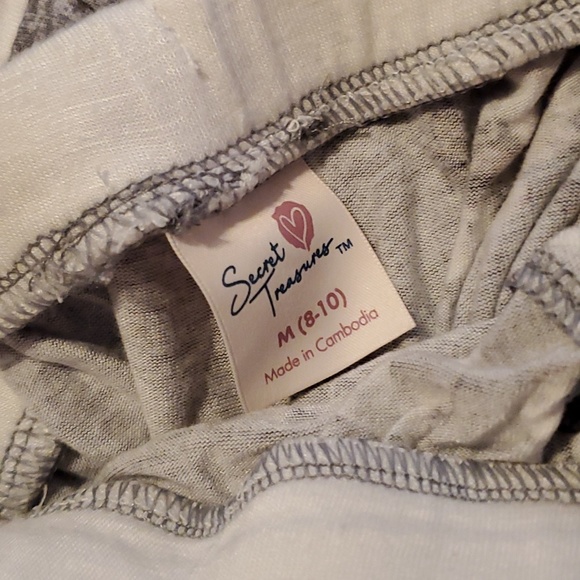 Secret
Treasures™
M (8-10)
Made in Cambodia